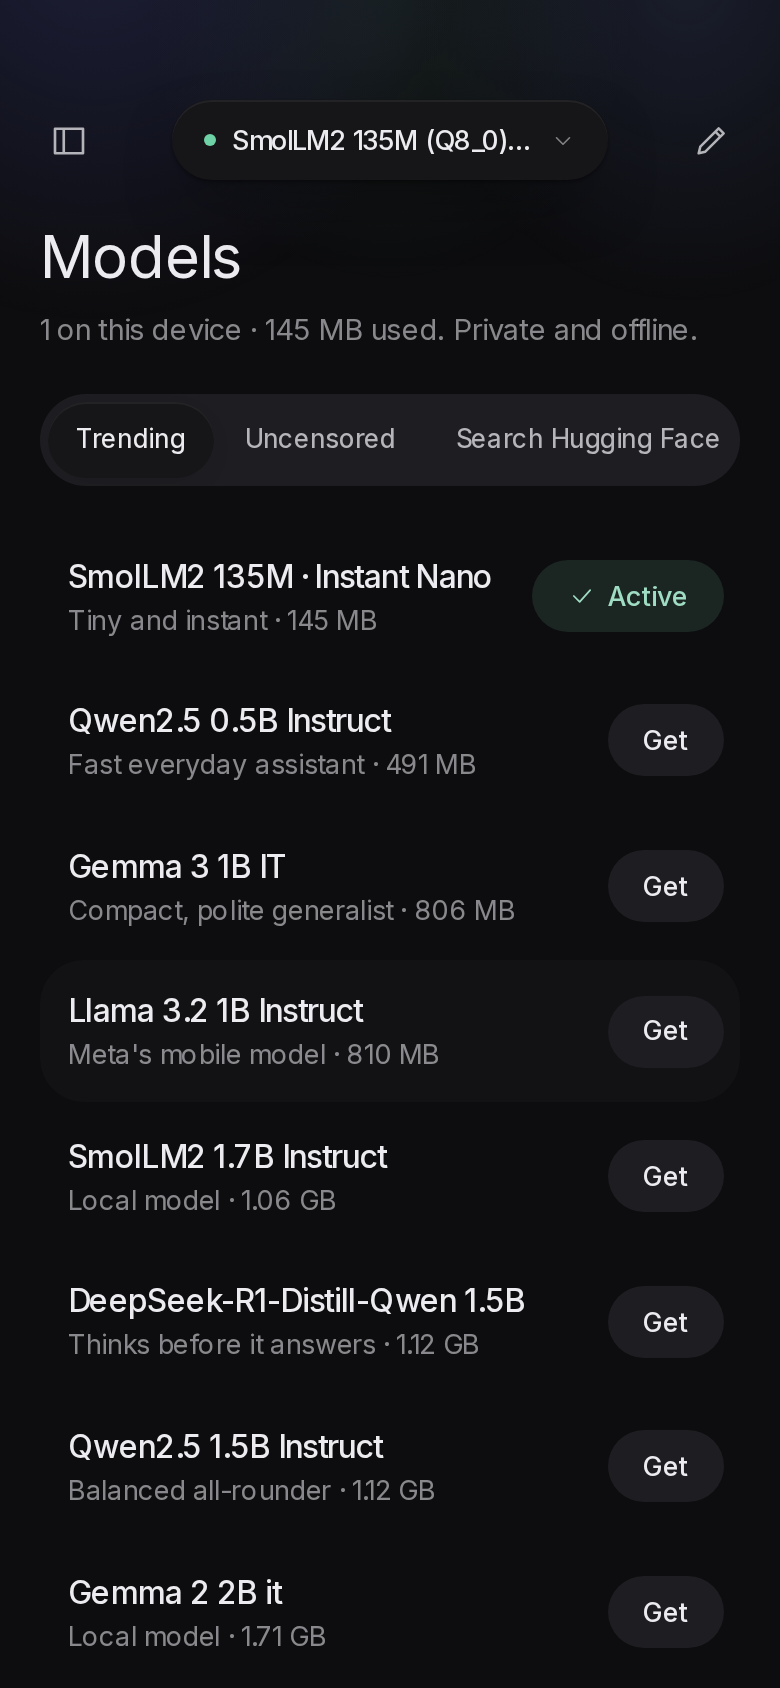 SmolLM2 135M (Q8_0)...
Models
1 on this device · 145 MB used. Private and offline.
Trending
Uncensored
Search Hugging Face
SmolLM2 135M · Instant Nano
Tiny and instant · 145 MB
Active
Qwen2.5 0.5B Instruct
Fast everyday assistant · 491 MB
Get
Gemma 3 1B IT
Compact, polite generalist · 806 MB
Get
Llama 3.2 1B Instruct
Meta's mobile model · 810 MB
Get
SmolLM2 1.7B Instruct
Local model · 1.06 GB
Get
DeepSeek-R1-Distill-Qwen 1.5B
Thinks before it answers · 1.12 GB
Get
Qwen2.5 1.5B Instruct
Balanced all-rounder · 1.12 GB
Get
Gemma 2 2B it
Local model · 1.71 GB
Get